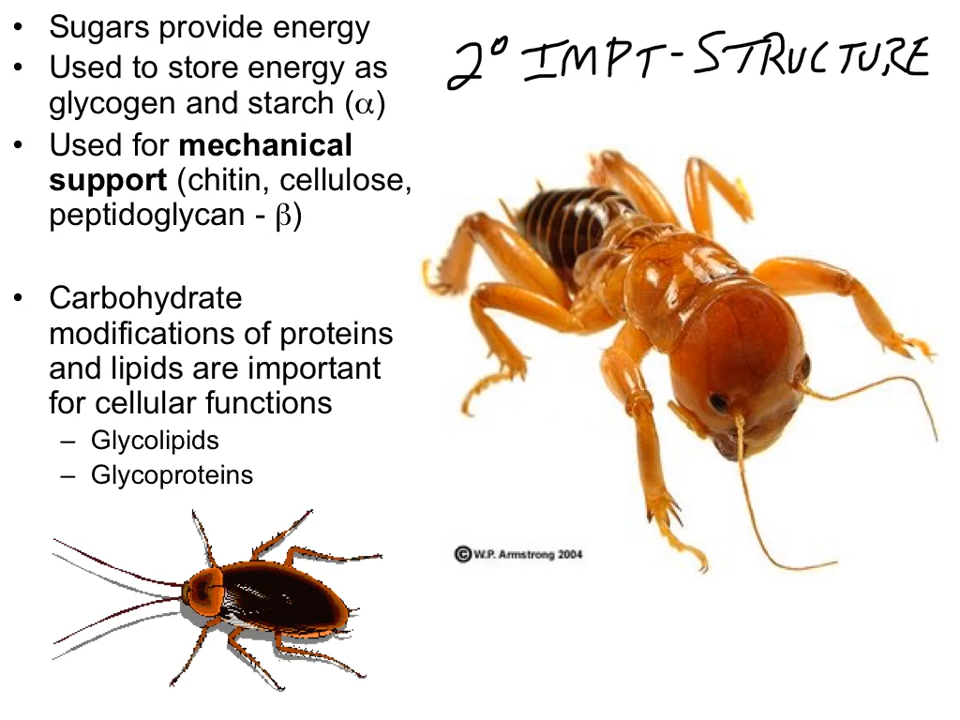 • Sugars provide energy
• Used to store energy as
glycogen and starch (α)
• Used for mechanical
support (chitin, cellulose,
peptidoglycan - β)
• Carbohydrate
modifications of proteins
and lipids are important
for cellular functions
– Glycolipids
– Glycoproteins
2° IMPT-STRUCTURE
© W.P. Armstrong 2004